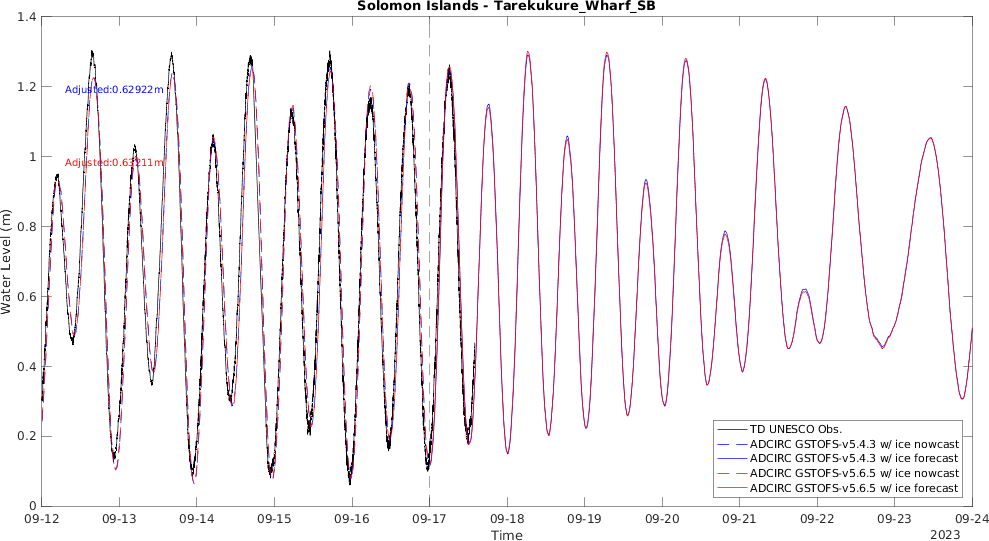 Solomon Islands - Tarekukure_Wharf_SB
1.4
1.2
1
0.8
0.6
0.4
0.2
0
Water Level (m)
Adjusted:0.62922m
Adjusted:0.63211m
TD UNESCO Obs.
ADCIRC GSTOFS-v5.4.3 w/ ice nowcast
ADCIRC GSTOFS-v5.4.3 w/ ice forecast
ADCIRC GSTOFS-v5.6.5 w/ ice nowcast
ADCIRC GSTOFS-v5.6.5 w/ ice forecast
09-12 09-13 09-14 09-15 09-16 09-17 09-18 09-19 09-20 09-21 09-22 09-23 09-24
Time
2023